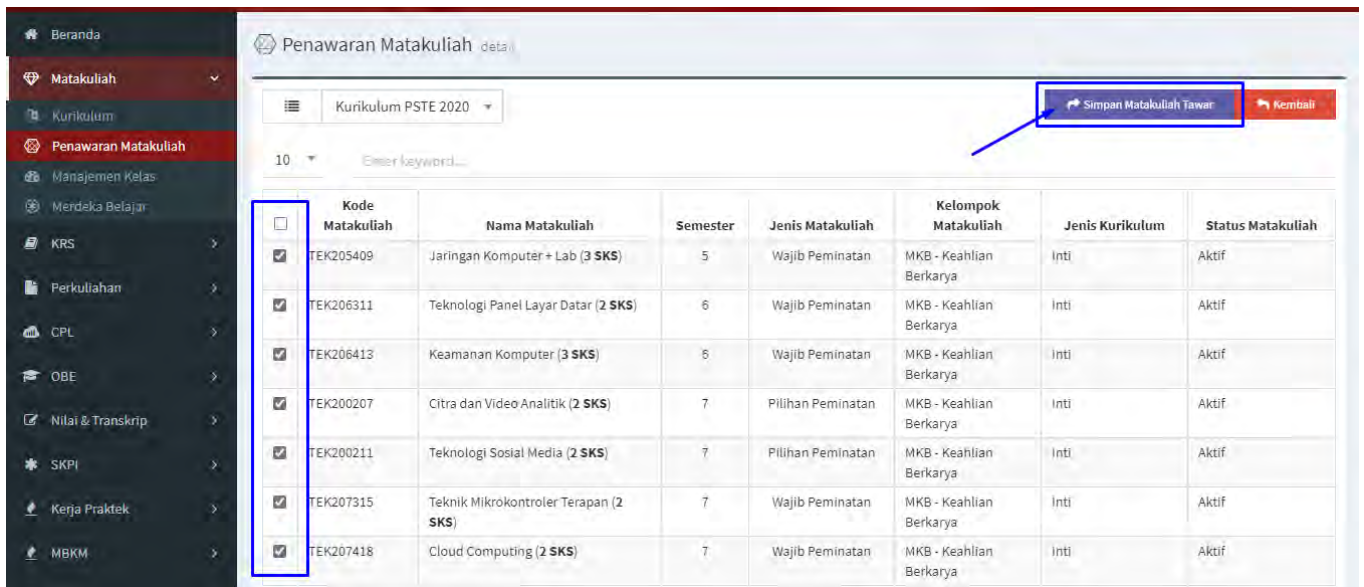 Beranda
Matakuliah
Kurikulum
Penawaran Matakuliah
Manajemen Kelas
Merdeka Belajar
KRS
Perkuliahan
CPL
OBE
Nilai & Transkrip
SKPI
Kerja Praktek
MBKM
Penawaran Matakuliah detail
Kurikulum PSTE 2020
Simpan Matakuliah Tawar
Kembali
10 Enter keyword...
Kode Matakuliah Nama Matakuliah Semester Jenis Matakuliah Kelompok Matakuliah Jenis Kurikulum Status Matakuliah
TEK205409 Jaringan Komputer + Lab (3 SKS) 5 Wajib Peminatan MKB - Keahlian Berkarya Inti Aktif
TEK206311 Teknologi Panel Layar Datar (2 SKS) 6 Wajib Peminatan MKB - Keahlian Berkarya Inti Aktif
TEK206413 Keamanan Komputer (3 SKS) 6 Wajib Peminatan MKB - Keahlian Berkarya Inti Aktif
TEK200207 Citra dan Video Analitik (2 SKS) 7 Pilihan Peminatan MKB - Keahlian Berkarya Inti Aktif
TEK200211 Teknologi Sosial Media (2 SKS) 7 Pilihan Peminatan MKB - Keahlian Berkarya Inti Aktif
TEK207315 Teknik Mikrokontroler Terapan (2 SKS) 7 Wajib Peminatan MKB - Keahlian Berkarya Inti Aktif
TEK207418 Cloud Computing (2 SKS) 7 Wajib Peminatan MKB - Keahlian Berkarya Inti Aktif